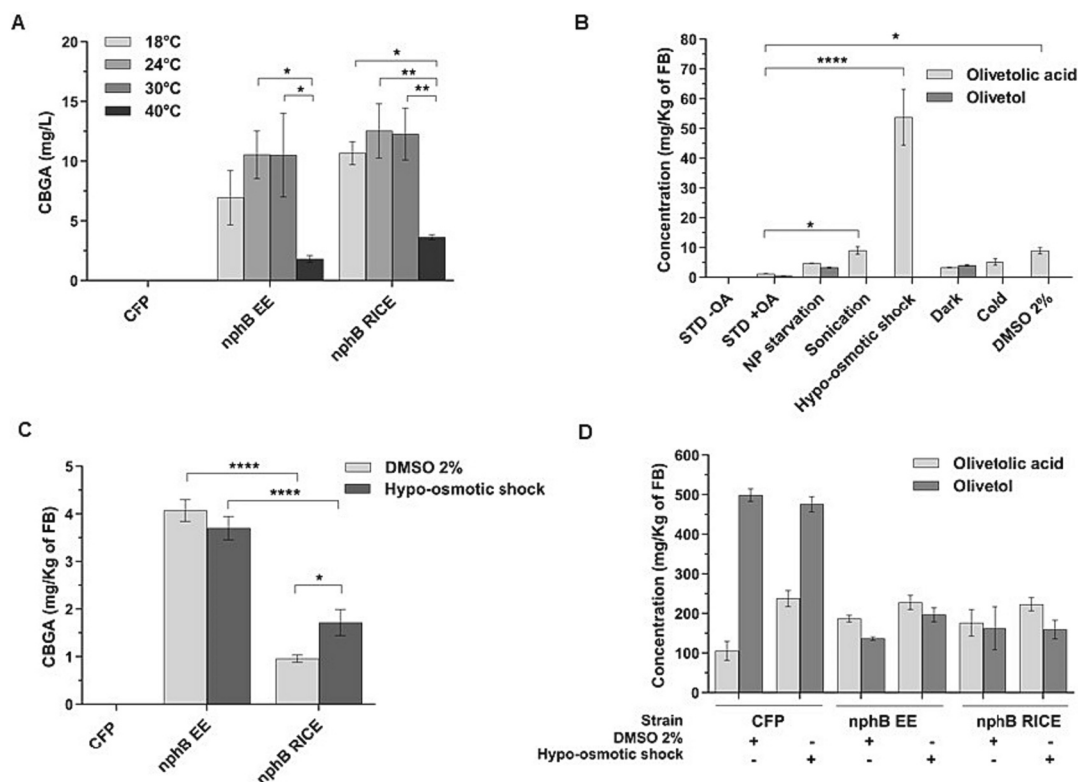 A
18°C
24°C
30°C
40°C
CBGA (mg/L)
20
15
10
5
0
*
*
*
**
**
CFP
nphB EE
nphB RICE
B
Olivetolic acid
Olivetol
Concentration (mg/Kg of FB)
80
70
60
50
40
30
20
10
0
*
****
*
STD -OA
STD +OA
NP starvation
Sonication
Hypo-osmotic shock
Dark
Cold
DMSO 2%
C
DMSO 2%
Hypo-osmotic shock
CBGA (mg/Kg of FB)
5
4
3
2
1
0
****
****
*
CFP
nphB EE
nphB RICE
D
Olivetolic acid
Olivetol
Concentration (mg/Kg of FB)
600
500
400
300
200
100
0
Strain CFP nphB EE nphB RICE
DMSO 2% + - + - + -
Hypo-osmotic shock - + - + - +